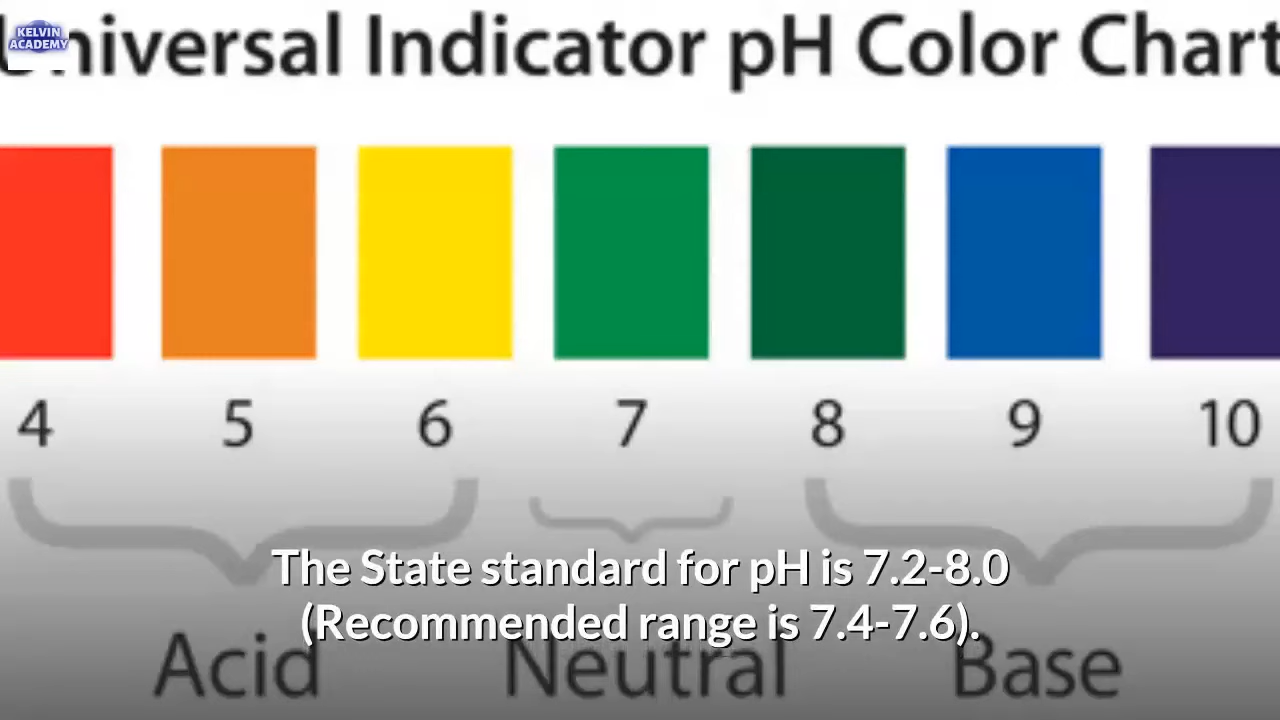 KELVIN
ACADEMY
Universal Indicator pH Color Chart
4 5 6 7 8 9 10
The State standard for pH is 7.2-8.0
(Recommended range is 7.4-7.6).
Acid Neutral Base